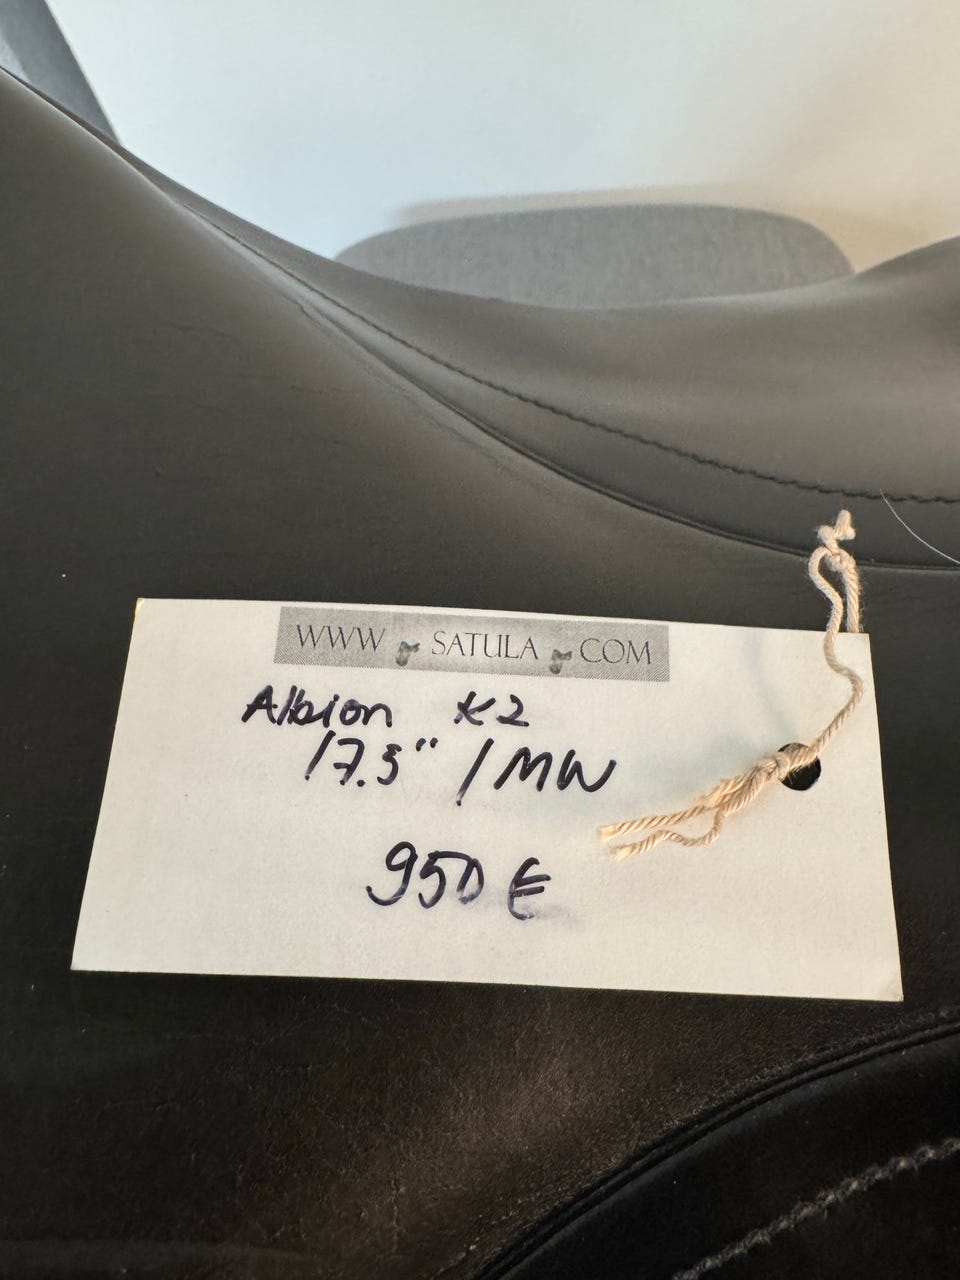 WWW.SATULA.COM
Albion K2
17.5" / MW
950 €